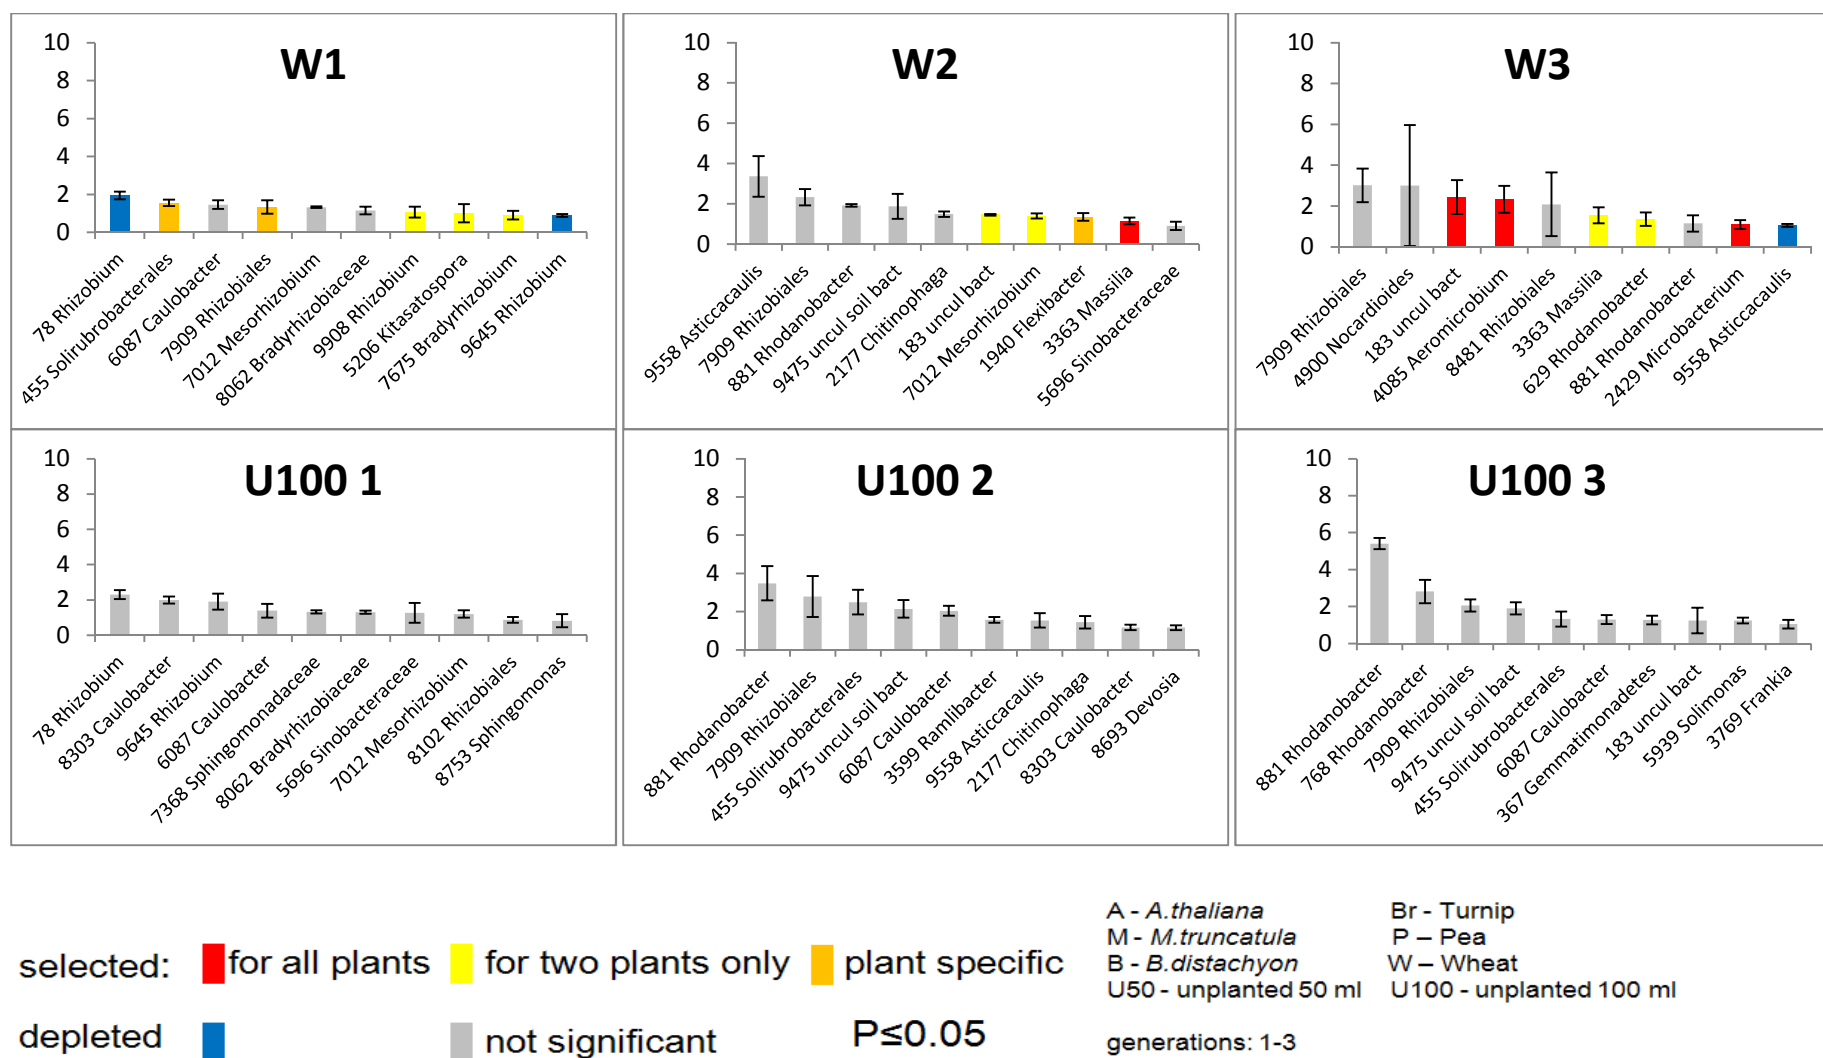 W1
10
8
6
4
2
0
78 Rhizobium
455 Solirubrobacterales
6087 Caulobacter
7909 Rhizobiales
7012 Mesorhizobium
8062 Bradyrhizobiaceae
9908 Rhizobium
5206 Kitasatospora
7675 Bradyrhizobium
9645 Rhizobium
W2
10
8
6
4
2
0
9558 Asticcacaulis
7909 Rhizobiales
881 Rhodanobacter
9475 uncul soil bact
2177 Chitinophaga
183 uncul bact
7012 Mesorhizobium
1940 Flexibacter
3363 Massilia
5696 Sinobacteraceae
W3
10
8
6
4
2
0
7909 Rhizobiales
4900 Nocardioides
183 uncul bact
4085 Aeromicrobium
8481 Rhizobiales
3363 Massilia
629 Rhodanobacter
881 Rhodanobacter
2429 Microbacterium
9558 Asticcacaulis
U100 1
10
8
6
4
2
0
78 Rhizobium
8303 Caulobacter
9645 Rhizobium
6087 Caulobacter
7368 Sphingomonadaceae
8062 Bradyrhizobiaceae
5696 Sinobacteraceae
7012 Mesorhizobium
8102 Rhizobiales
8753 Sphingomonas
U100 2
10
8
6
4
2
0
881 Rhodanobacter
7909 Rhizobiales
455 Solirubrobacterales
9475 uncul soil bact
6087 Caulobacter
3599 Ramlibacter
9558 Asticcacaulis
2177 Chitinophaga
8303 Caulobacter
8693 Devosia
U100 3
10
8
6
4
2
0
881 Rhodanobacter
768 Rhodanobacter
7909 Rhizobiales
9475 uncul soil bact
455 Solirubrobacterales
6087 Caulobacter
367 Gemmatimonadetes
183 uncul bact
5939 Solimonas
3769 Frankia
selected: for all plants for two plants only plant specific
depleted not significant P≤0.05
A - A.thaliana Br - Turnip
M - M.truncatula P – Pea
B - B.distachyon W – Wheat
U50 - unplanted 50 ml U100 - unplanted 100 ml
generations: 1-3